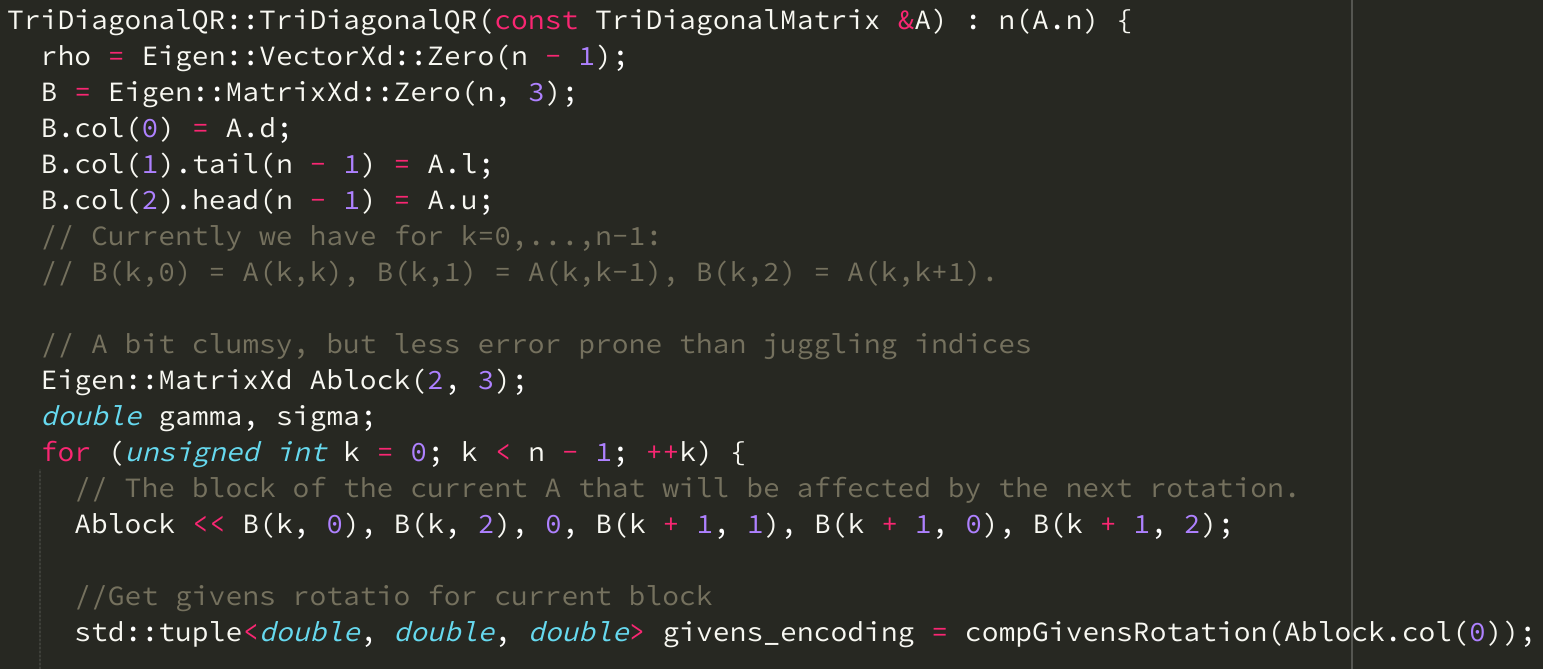 TriDiagonalQR::TriDiagonalQR(const TriDiagonalMatrix &A) : n(A.n) {
  rho = Eigen::VectorXd::Zero(n - 1);
  B = Eigen::MatrixXd::Zero(n, 3);
  B.col(0) = A.d;
  B.col(1).tail(n - 1) = A.l;
  B.col(2).head(n - 1) = A.u;
  // Currently we have for k=0,...,n-1:
  // B(k,0) = A(k,k), B(k,1) = A(k,k-1), B(k,2) = A(k,k+1).

  // A bit clumsy, but less error prone than juggling indices
  Eigen::MatrixXd Ablock(2, 3);
  double gamma, sigma;
  for (unsigned int k = 0; k < n - 1; ++k) {
    // The block of the current A that will be affected by the next rotation.
    Ablock << B(k, 0), B(k, 2), 0, B(k + 1, 1), B(k + 1, 0), B(k + 1, 2);

    //Get givens rotatio for current block
    std::tuple<double, double, double> givens_encoding = compGivensRotation(Ablock.col(0));